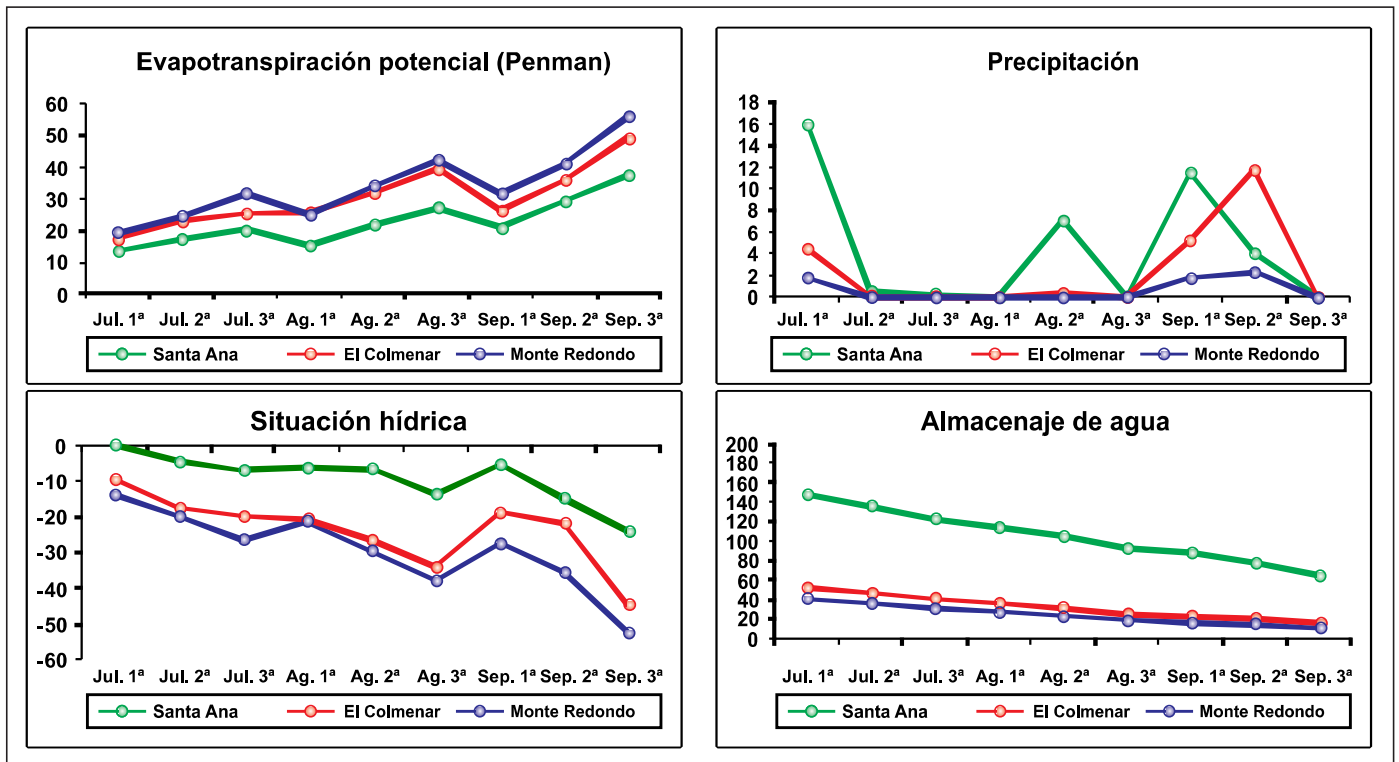 Evapotranspiración potencial (Penman)
60
50
40
30
20
10
0
Jul. 1ª Jul. 2ª Jul. 3ª Ag. 1ª Ag. 2ª Ag. 3ª Sep. 1ª Sep. 2ª Sep. 3ª
Santa Ana El Colmenar Monte Redondo
Precipitación
18
16
14
12
10
8
6
4
2
0
Jul. 1ª Jul. 2ª Jul. 3ª Ag. 1ª Ag. 2ª Ag. 3ª Sep. 1ª Sep. 2ª Sep. 3ª
Santa Ana El Colmenar Monte Redondo
Situación hídrica
0
-10
-20
-30
-40
-50
-60
Jul. 1ª Jul. 2ª Jul. 3ª Ag. 1ª Ag. 2ª Ag. 3ª Sep. 1ª Sep. 2ª Sep. 3ª
Santa Ana El Colmenar Monte Redondo
Almacenaje de agua
200
180
160
140
120
100
80
60
40
20
0
Jul. 1ª Jul. 2ª Jul. 3ª Ag. 1ª Ag. 2ª Ag. 3ª Sep. 1ª Sep. 2ª Sep. 3ª
Santa Ana El Colmenar Monte Redondo